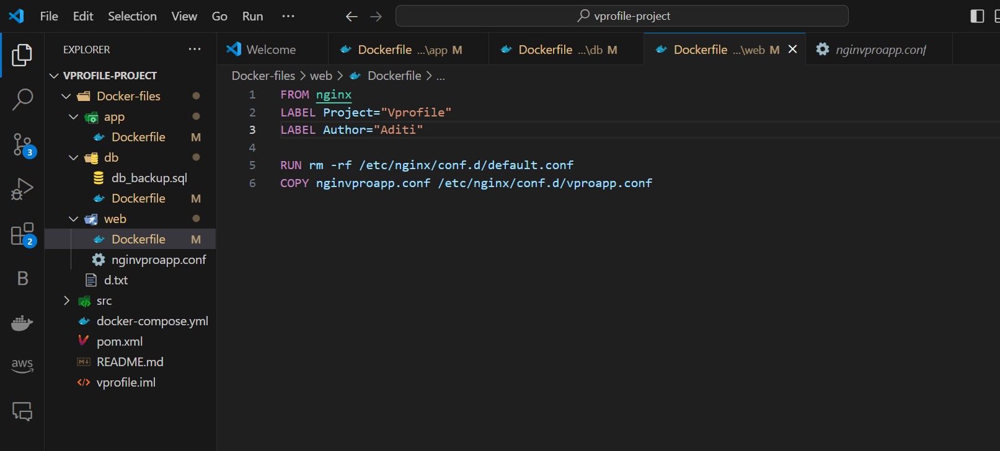 File Edit Selection View Go Run ··· vprofile-project
EXPLORER ···
Welcome Dockerfile ...\app M Dockerfile ...\db M Dockerfile ...\web M nginvproapp.conf
VPROFILE-PROJECT
Docker-files
app
Dockerfile M
db
db_backup.sql
Dockerfile M
web
Dockerfile M
nginvproapp.conf
d.txt
src
docker-compose.yml
pom.xml
README.md
vprofile.iml
3
2
B
aws
Docker-files > web > Dockerfile > ...
1 FROM nginx
2 LABEL Project="Vprofile"
3 LABEL Author="Aditi"
4
5 RUN rm -rf /etc/nginx/conf.d/default.conf
6 COPY nginvproapp.conf /etc/nginx/conf.d/vproapp.conf